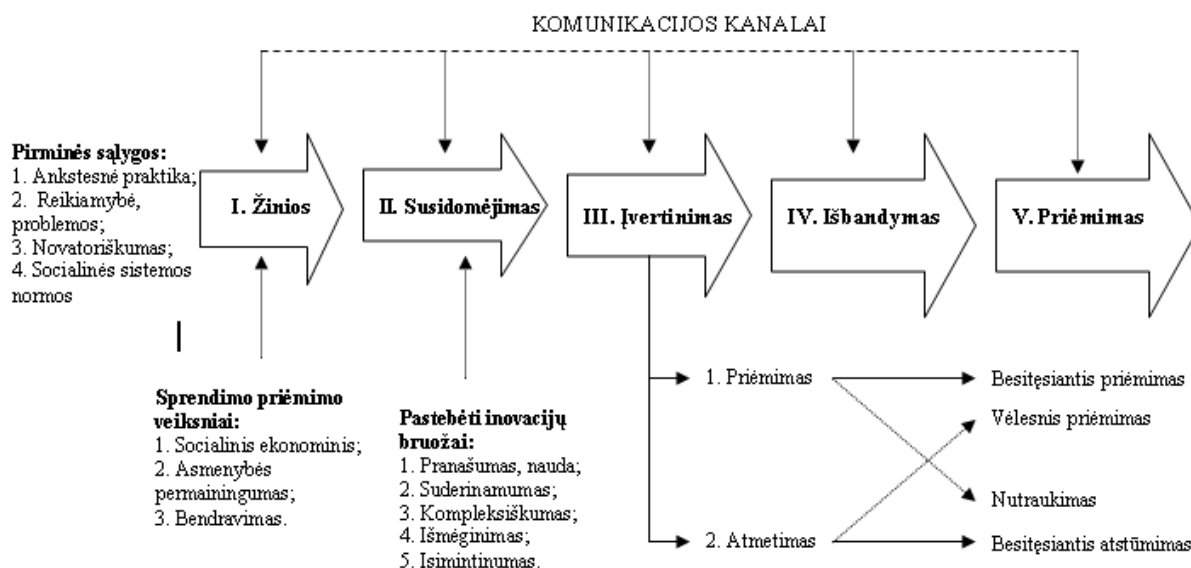 KOMUNIKACIJOS KANALAI
Pirminės sąlygos:
1. Ankstesnė praktika;
2. Reikiamybė,
problemos;
3. Novatoriškumas;
4. Socialinės sistemos
normos
I. Žinios
II. Susidomėjimas
III. Įvertinimas
IV. Išbandymas
V. Priėmimas
Sprendimo priėmimo
veiksniai:
1. Socialinis ekonominis;
2. Asmenybės
permainingumas;
3. Bendravimas.
Pastebėti inovacijų
bruožai:
1. Pranašumas, nauda;
2. Suderinamumas;
3. Kompleksiškumas;
4. Išmėginimas;
5. Įsimintinumas.
1. Priėmimas
2. Atmetimas
Besitęsiantis priėmimas
Vėlesnis priėmimas
Nutraukimas
Besitęsiantis atstūmimas